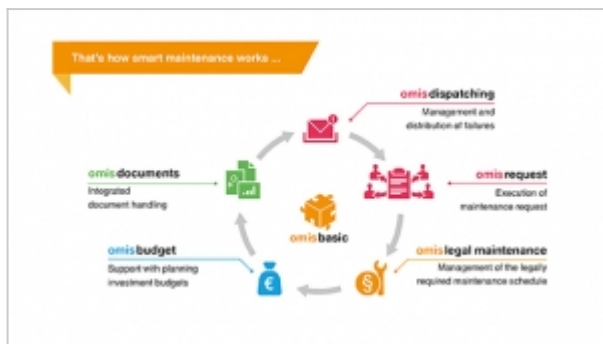 That's how smart maintenance works ...
omisdispatching
Management and
distribution of failures
omisdocuments
Integrated
document handling
omisrequest
Execution of
maintenance request
omisbasic
omisbudget
Support with planning
investment budgets
€
omislegal maintenance
Management of the legally
required maintenance schedule
§